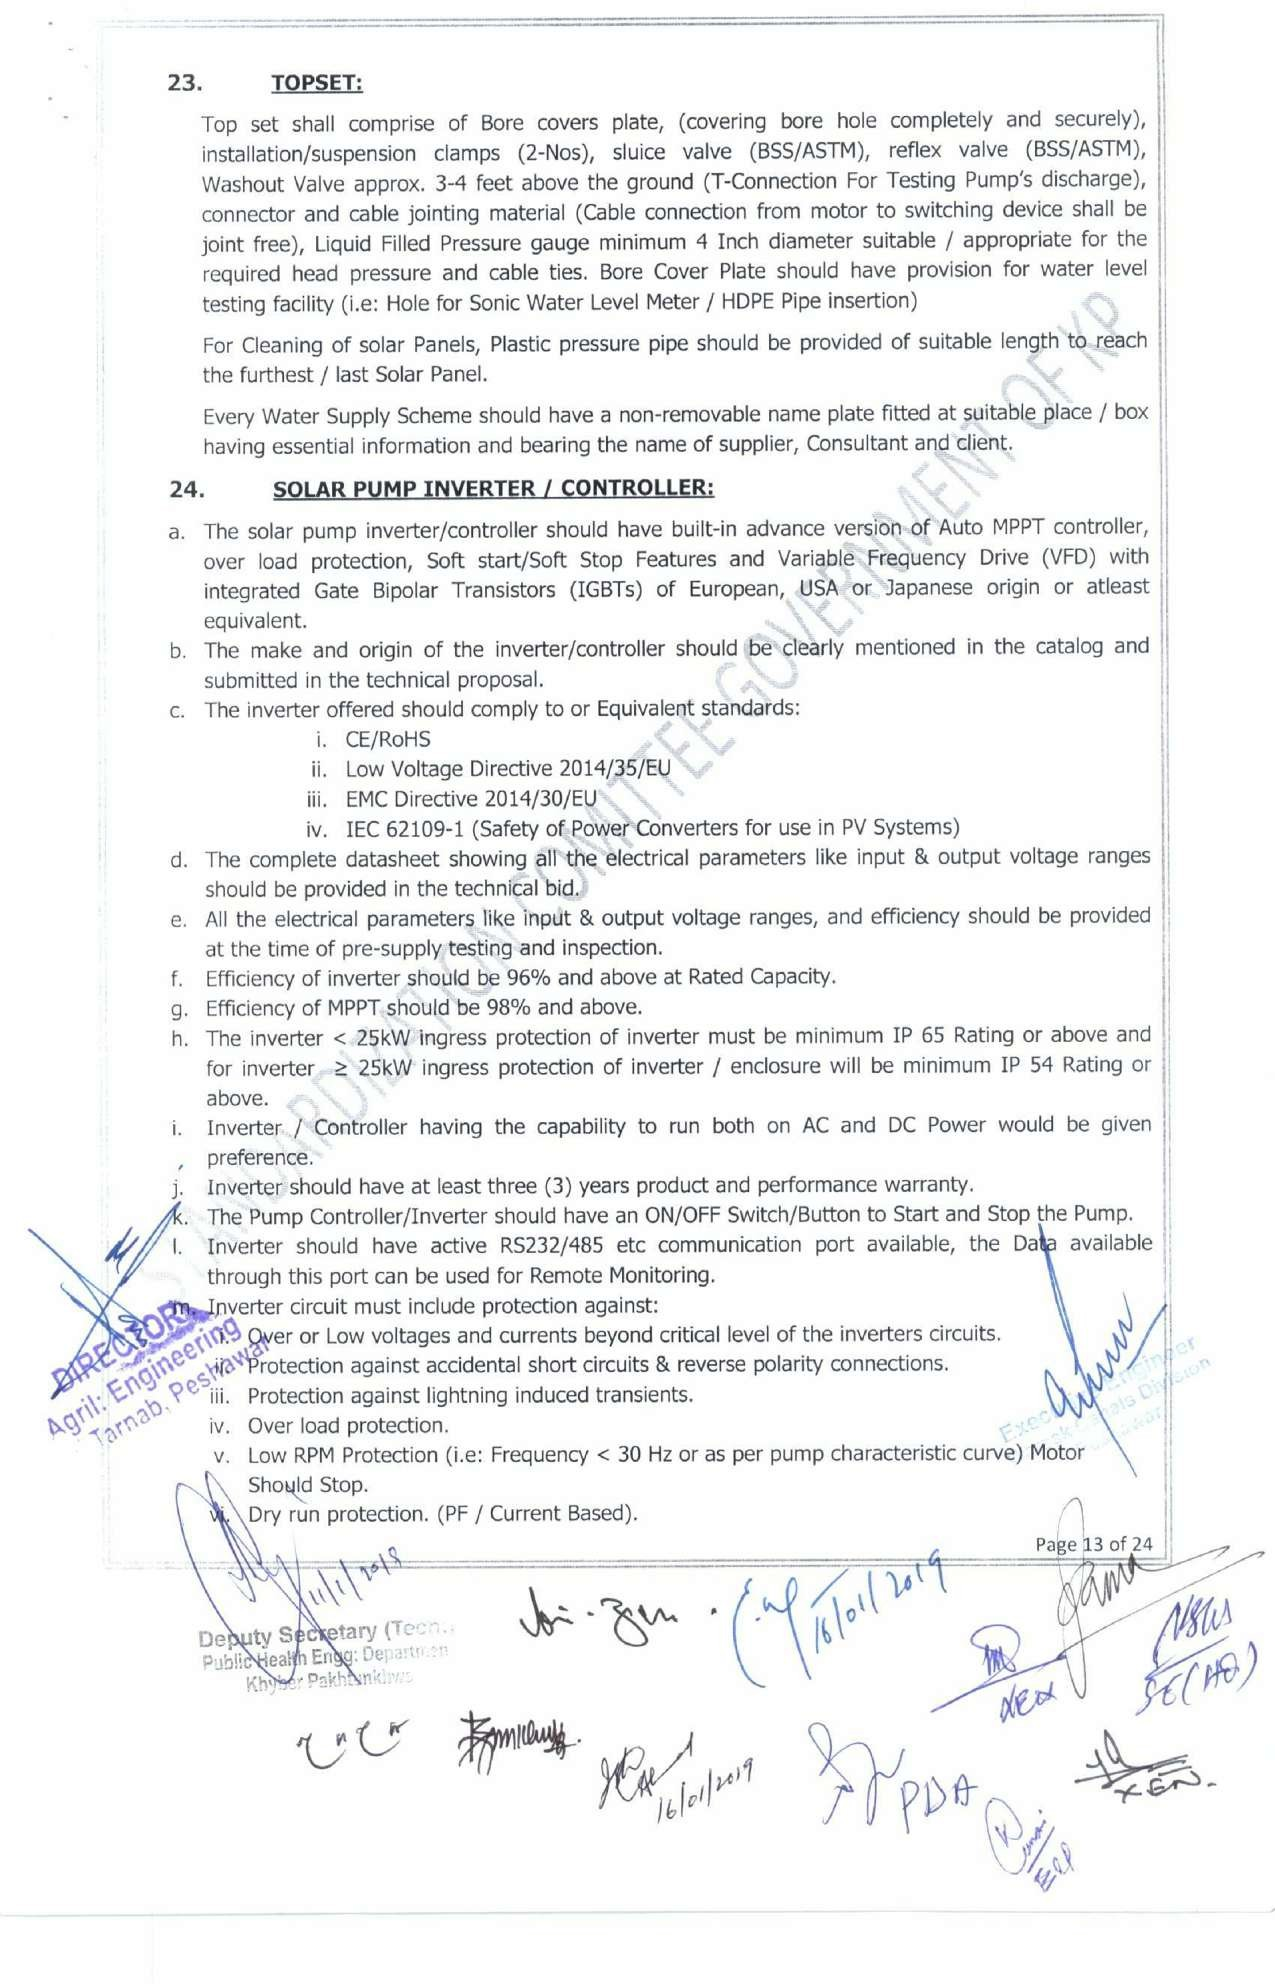 23. TOPSET:
Top set shall comprise of Bore covers plate, (covering bore hole completely and securely),
installation/suspension clamps (2-Nos), sluice valve (BSS/ASTM), reflex valve (BSS/ASTM),
Washout Valve approx. 3-4 feet above the ground (T-Connection For Testing Pump's discharge),
connector and cable jointing material (Cable connection from motor to switching device shall be
joint free), Liquid Filled Pressure gauge minimum 4 Inch diameter suitable / appropriate for the
required head pressure and cable ties. Bore Cover Plate should have provision for water level
testing facility (i.e: Hole for Sonic Water Level Meter / HDPE Pipe insertion)
For Cleaning of solar Panels, Plastic pressure pipe should be provided of suitable length to reach
the furthest / last Solar Panel.
Every Water Supply Scheme should have a non-removable name plate fitted at suitable place / box
having essential information and bearing the name of supplier, Consultant and client.
24. SOLAR PUMP INVERTER / CONTROLLER:
a. The solar pump inverter/controller should have built-in advance version of Auto MPPT controller,
over load protection, Soft start/Soft Stop Features and Variable Frequency Drive (VFD) with
integrated Gate Bipolar Transistors (IGBTs) of European, USA or Japanese origin or atleast
equivalent.
b. The make and origin of the inverter/controller should be clearly mentioned in the catalog and
submitted in the technical proposal.
c. The inverter offered should comply to or Equivalent standards:
i. CE/RoHS
ii. Low Voltage Directive 2014/35/EU
iii. EMC Directive 2014/30/EU
iv. IEC 62109-1 (Safety of Power Converters for use in PV Systems)
d. The complete datasheet showing all the electrical parameters like input & output voltage ranges
should be provided in the technical bid.
e. All the electrical parameters like input & output voltage ranges, and efficiency should be provided
at the time of pre-supply testing and inspection.
f. Efficiency of inverter should be 96% and above at Rated Capacity.
g. Efficiency of MPPT should be 98% and above.
h. The inverter < 25kW ingress protection of inverter must be minimum IP 65 Rating or above and
for inverter ≥ 25kW ingress protection of inverter / enclosure will be minimum IP 54 Rating or
above.
i. Inverter / Controller having the capability to run both on AC and DC Power would be given
preference.
j. Inverter should have at least three (3) years product and performance warranty.
k. The Pump Controller/Inverter should have an ON/OFF Switch/Button to Start and Stop the Pump.
l. Inverter should have active RS232/485 etc communication port available, the Data available
through this port can be used for Remote Monitoring.
m. Inverter circuit must include protection against:
i. Over or Low voltages and currents beyond critical level of the inverters circuits.
ii. Protection against accidental short circuits & reverse polarity connections.
iii. Protection against lightning induced transients.
iv. Over load protection.
v. Low RPM Protection (i.e: Frequency < 30 Hz or as per pump characteristic curve) Motor
Should Stop.
vi. Dry run protection. (PF / Current Based).
Page 13 of 24
STANDARDIZATION COMITTEE GOVERNMENT OF KP
DIRECTOR
Agril: Engineering
Tarnab, Peshawar
Engineer
Division
11/1/2018
Deputy Secretary (Tech.
Public Health Engg: Departmen
Khyber Pakhtunkhwa
16/01/2019
XEN
SE(HQ)
16/01/2019
PDA
XEN.